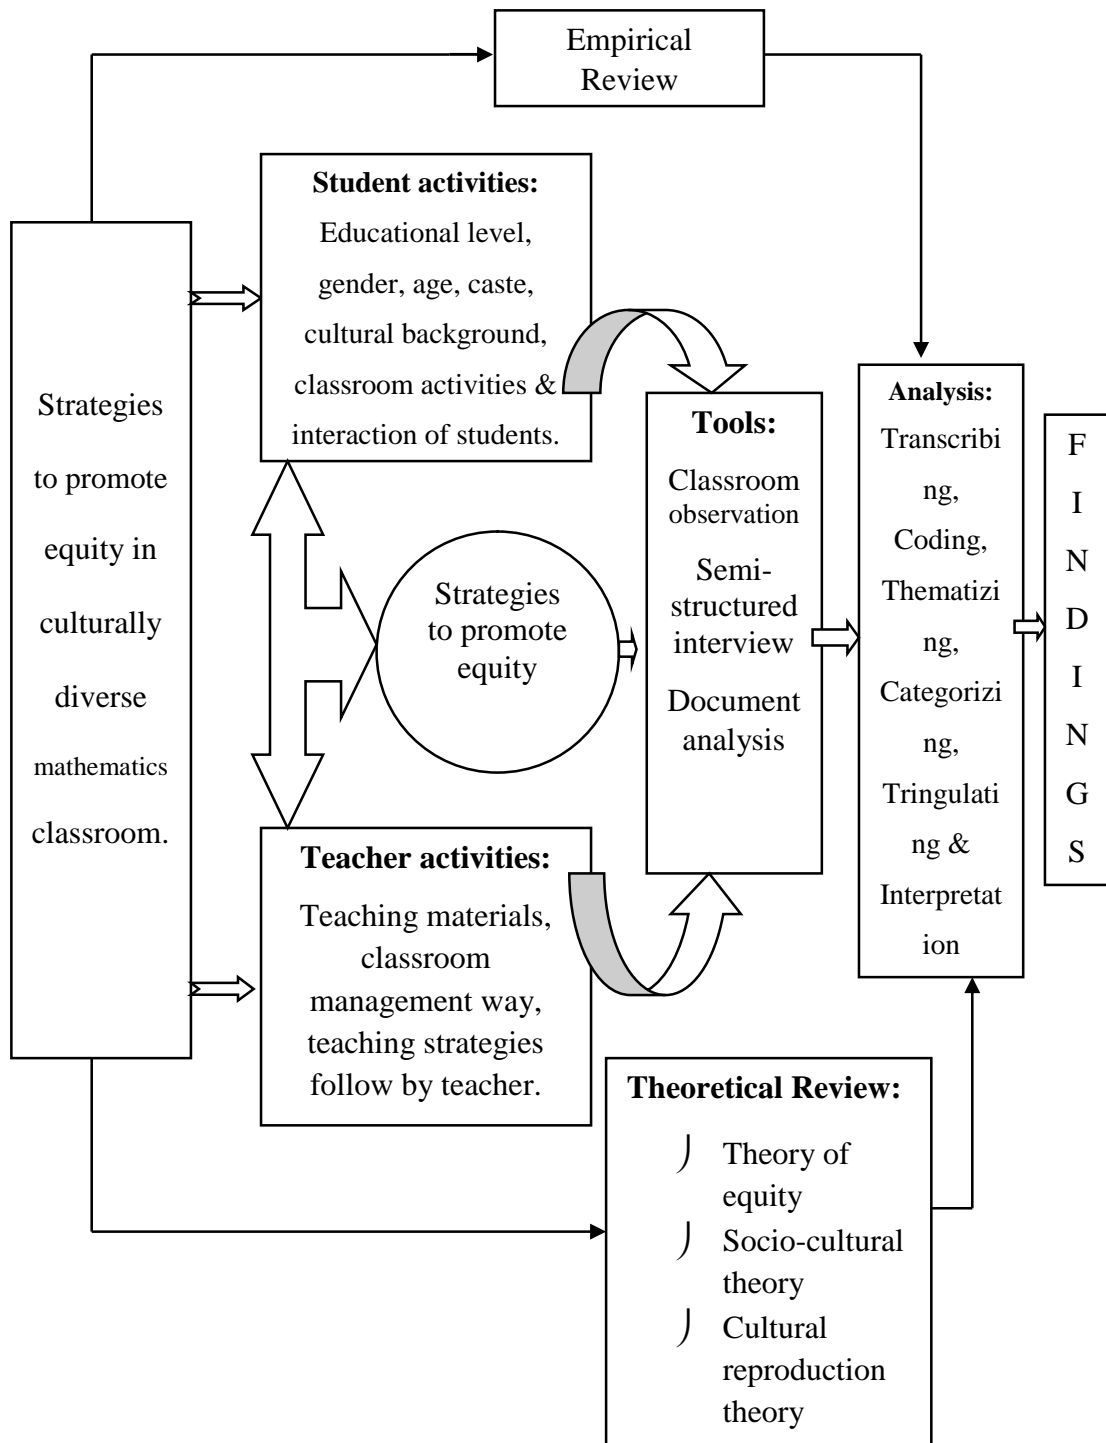 Empirical
Review
Student activities:
Educational level,
gender, age, caste,
cultural background,
classroom activities &
interaction of students.
Strategies
to promote
equity in
culturally
diverse
mathematics
classroom.
Strategies
to promote
equity
Tools:
Classroom
observation
Semi-
structured
interview
Document
analysis
Analysis:
Transcribi
ng,
Coding,
Thematizi
ng,
Categorizi
ng,
Tringulati
ng &
Interpretat
ion
F
I
N
D
I
N
G
S
Teacher activities:
Teaching materials,
classroom
management way,
teaching strategies
follow by teacher.
Theoretical Review:
Theory of
equity
Socio-cultural
theory
Cultural
reproduction
theory